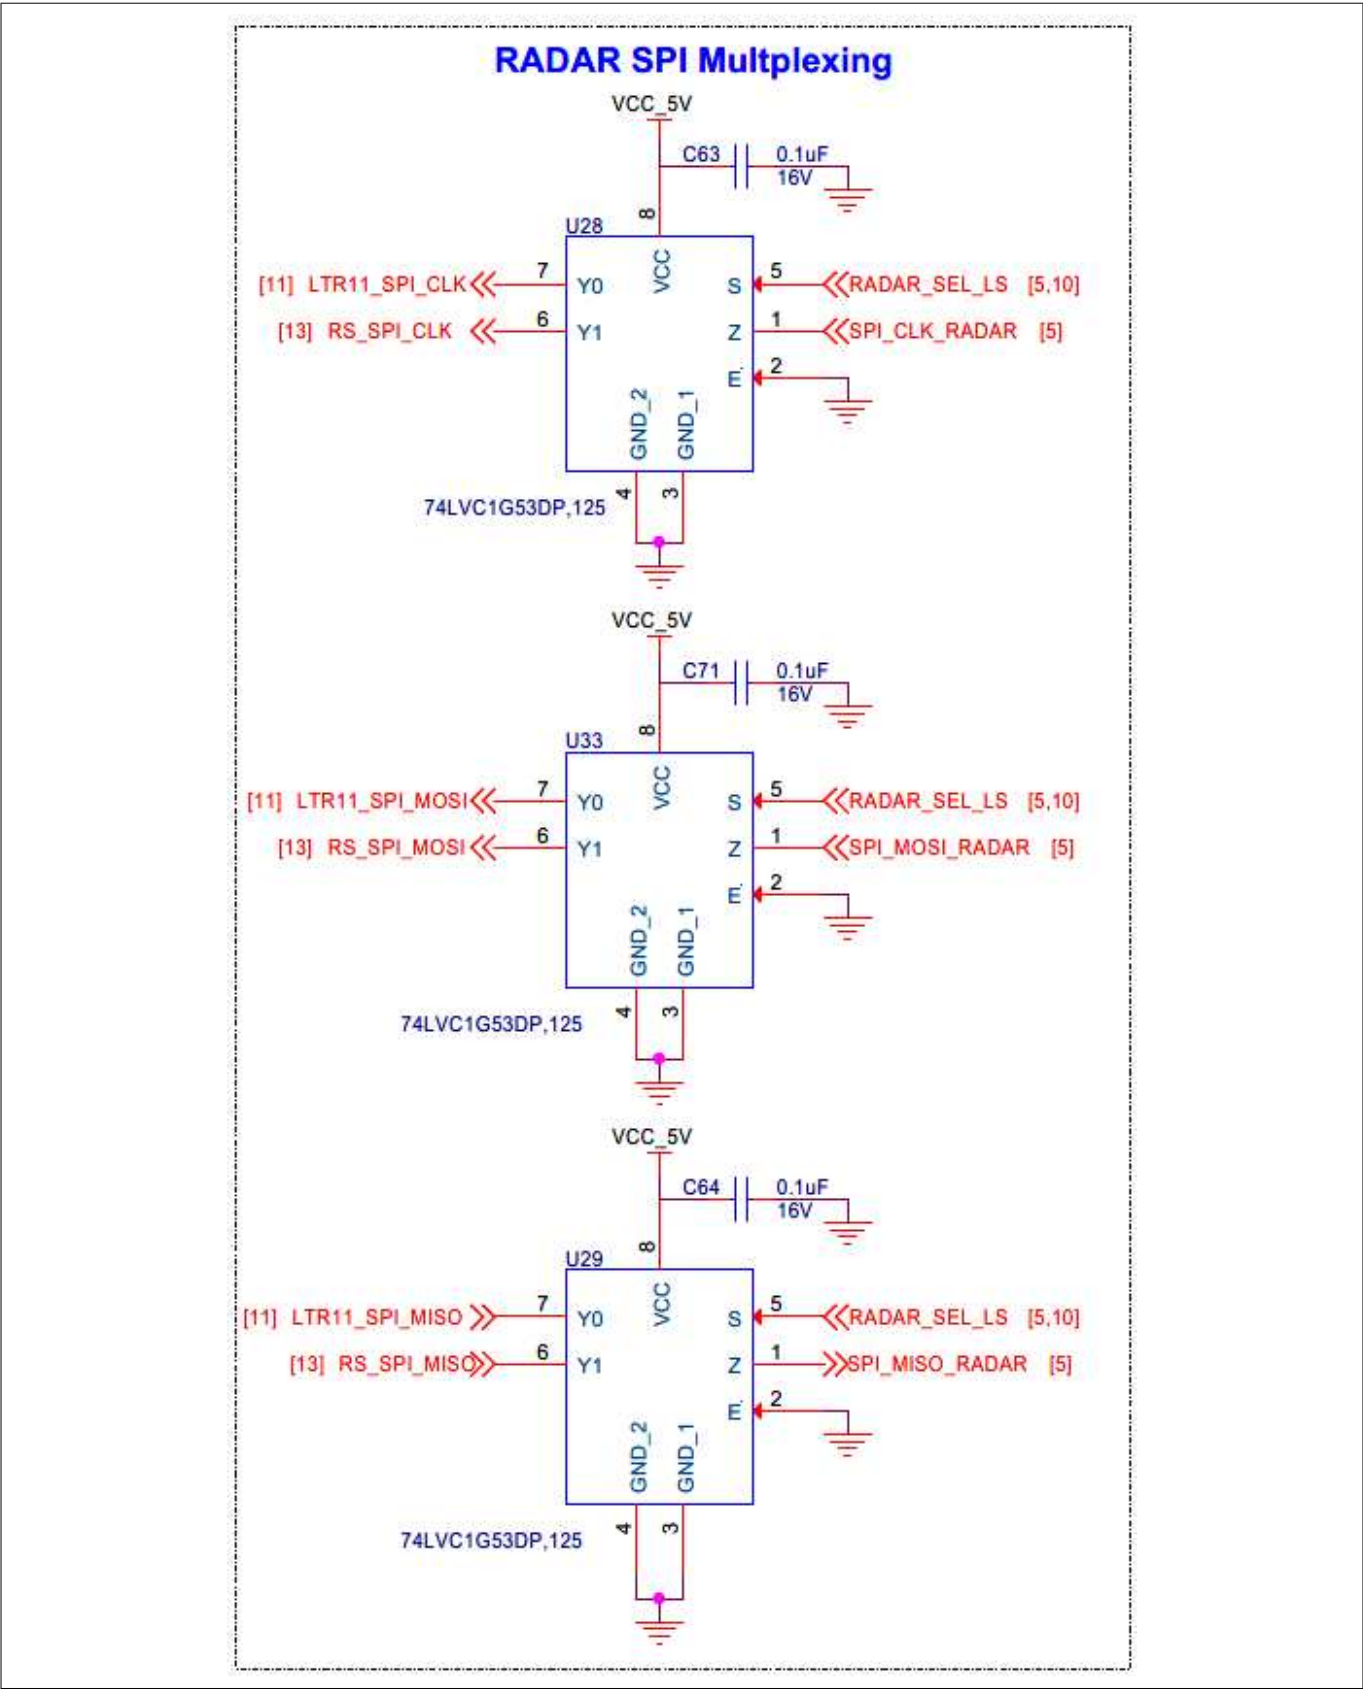 RADAR SPI Multplexing
VCC_5V
C63 0.1uF
16V
8
U28
[11] LTR11_SPI_CLK 7 Y0 VCC S 5 RADAR_SEL_LS [5,10]
[13] RS_SPI_CLK 6 Y1 Z 1 SPI_CLK_RADAR [5]
E 2
GND_2 GND_1
4 3
74LVC1G53DP,125
VCC_5V
C71 0.1uF
16V
8
U33
[11] LTR11_SPI_MOSI 7 Y0 VCC S 5 RADAR_SEL_LS [5,10]
[13] RS_SPI_MOSI 6 Y1 Z 1 SPI_MOSI_RADAR [5]
E 2
GND_2 GND_1
4 3
74LVC1G53DP,125
VCC_5V
C64 0.1uF
16V
8
U29
[11] LTR11_SPI_MISO 7 Y0 VCC S 5 RADAR_SEL_LS [5,10]
[13] RS_SPI_MISO 6 Y1 Z 1 SPI_MISO_RADAR [5]
E 2
GND_2 GND_1
4 3
74LVC1G53DP,125